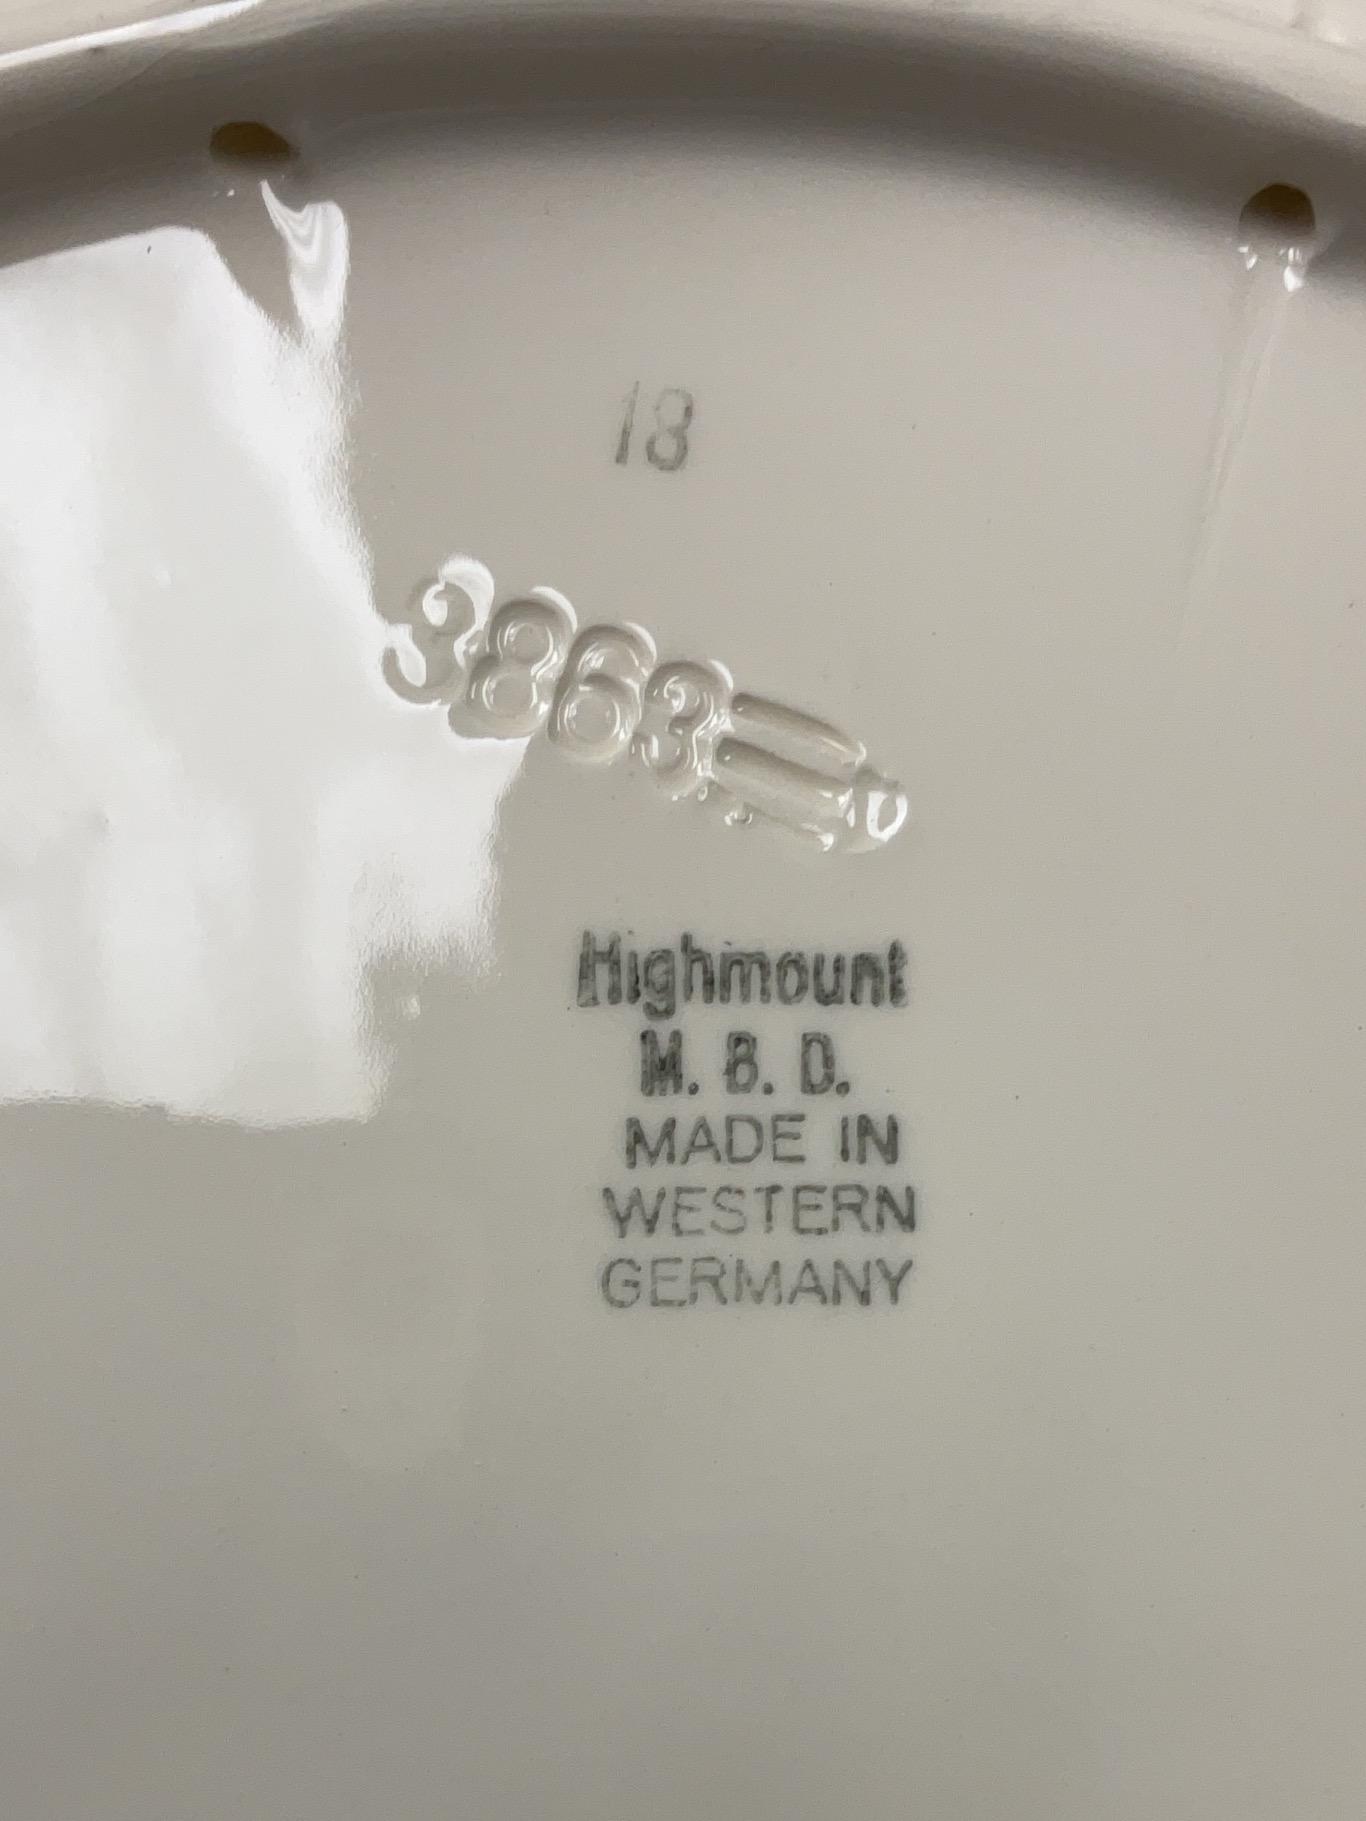 18
3863
Highmount
M. B. D.
MADE IN
WESTERN
GERMANY